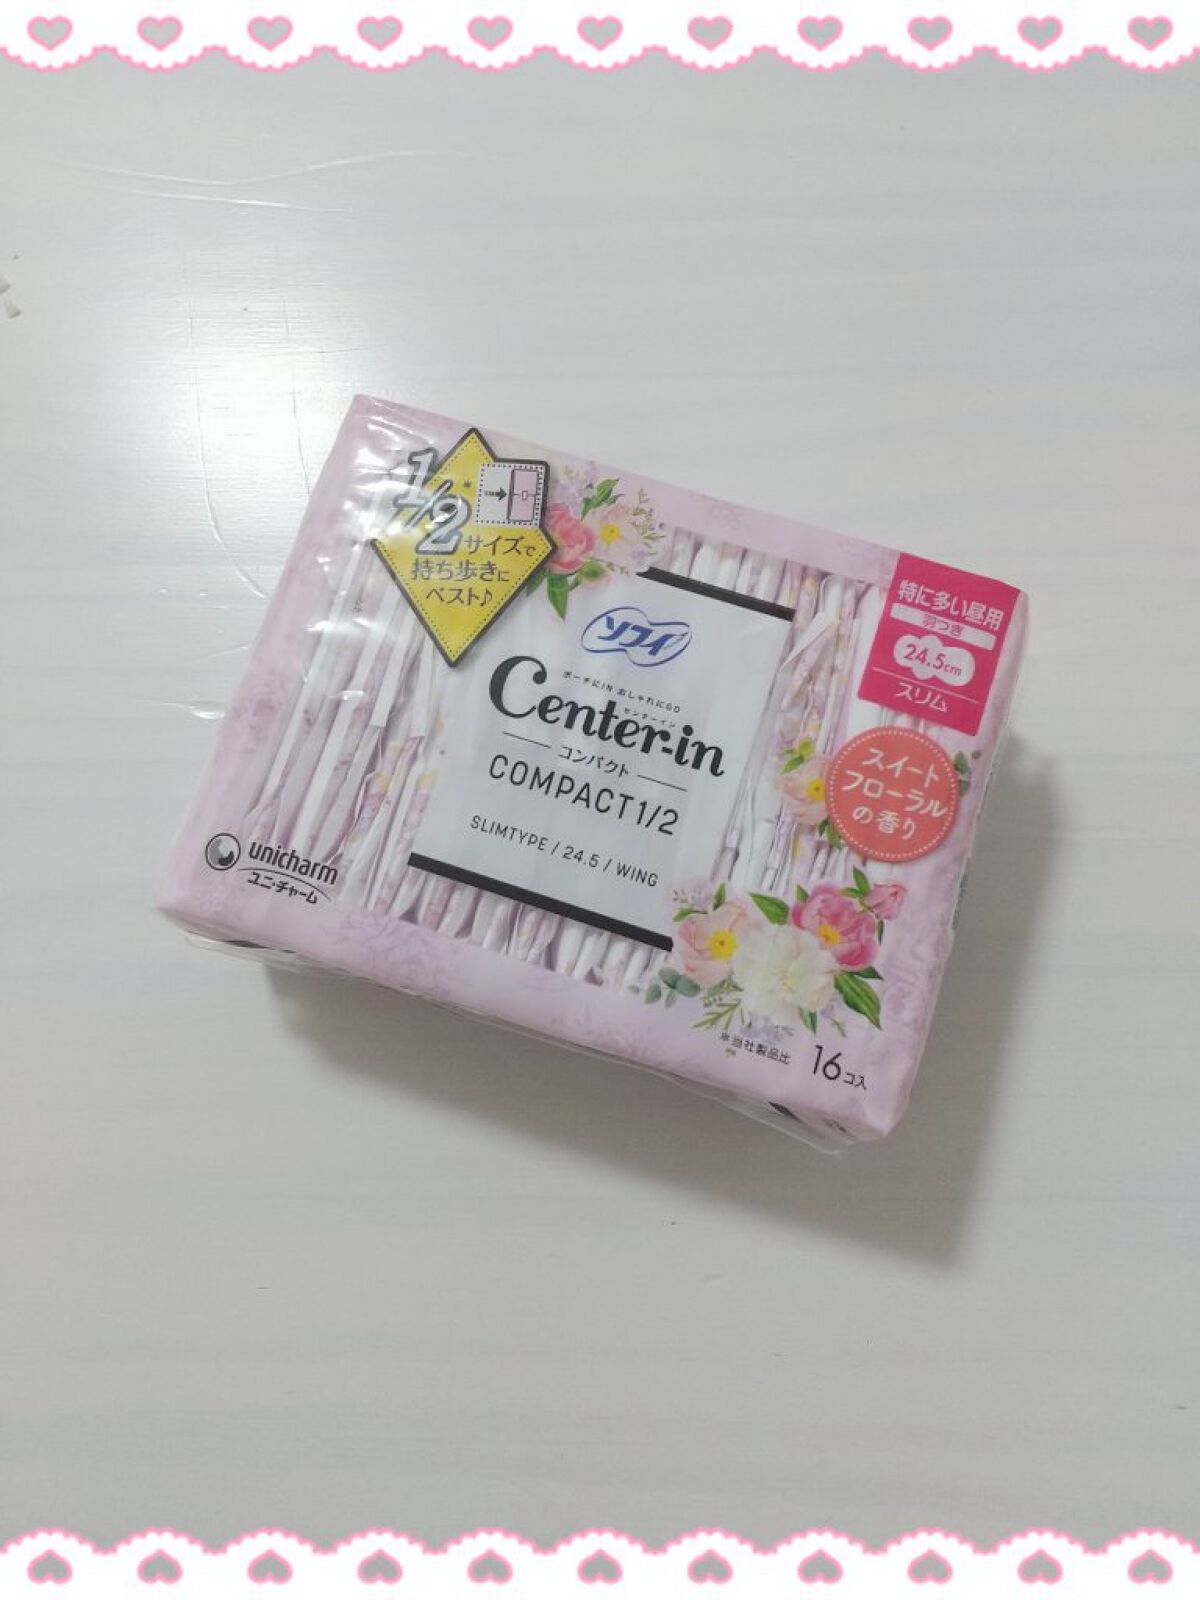 1/2*
サイズで
持ち歩きに
ベスト♪
ソフィ
ポーチにIN おしゃれにGO
センターイン
Center-in
コンパクト
COMPACT1/2
SLIMTYPE / 24.5 / WING
特に多い昼用
羽つき
24.5cm
スリム
スイート
フローラル
の香り
unicharm
ユニ・チャーム
*当社製品比
16コ入